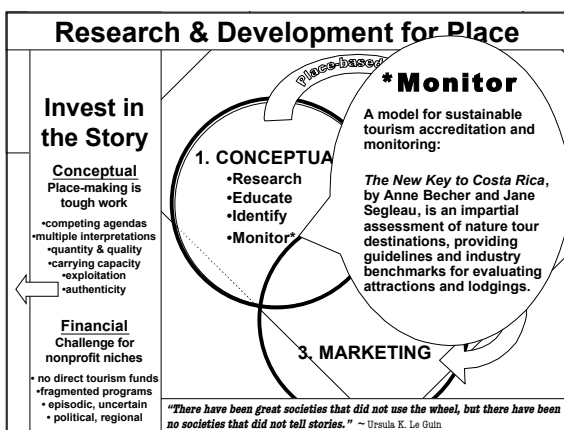 Research & Development for Place
Invest in
the Story
Conceptual
Place-making is
tough work
•competing agendas
•multiple interpretations
•quantity & quality
•carrying capacity
•exploitation
•authenticity
Financial
Challenge for
nonprofit niches
• no direct tourism funds
•fragmented programs
• episodic, uncertain
• political, regional
Place-based
1. CONCEPTUA
•Research
•Educate
•Identify
•Monitor*
3. MARKETING
*Monitor
A model for sustainable
tourism accreditation and
monitoring:
The New Key to Costa Rica,
by Anne Becher and Jane
Segleau, is an impartial
assessment of nature tour
destinations, providing
guidelines and industry
benchmarks for evaluating
attractions and lodgings.
"There have been great societies that did not use the wheel, but there have been
no societies that did not tell stories." ~ Ursula K. Le Guin